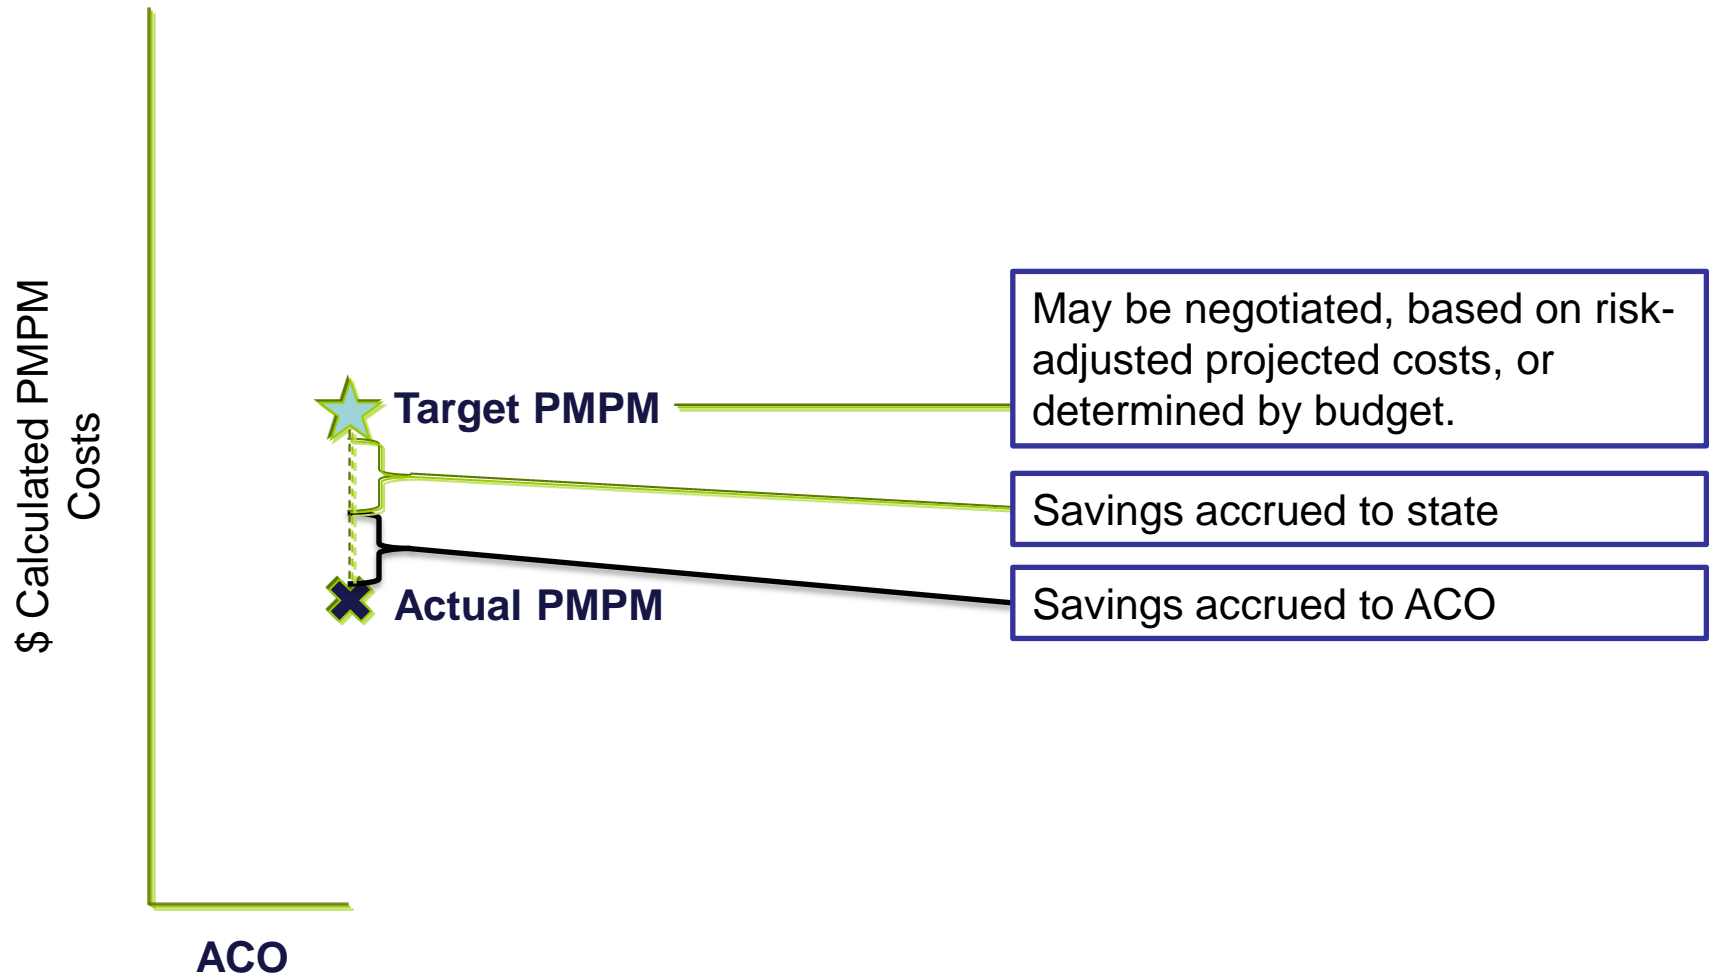 $ Calculated PMPM
Costs
Target PMPM
May be negotiated, based on risk-
adjusted projected costs, or
determined by budget.
Savings accrued to state
Actual PMPM
Savings accrued to ACO
ACO